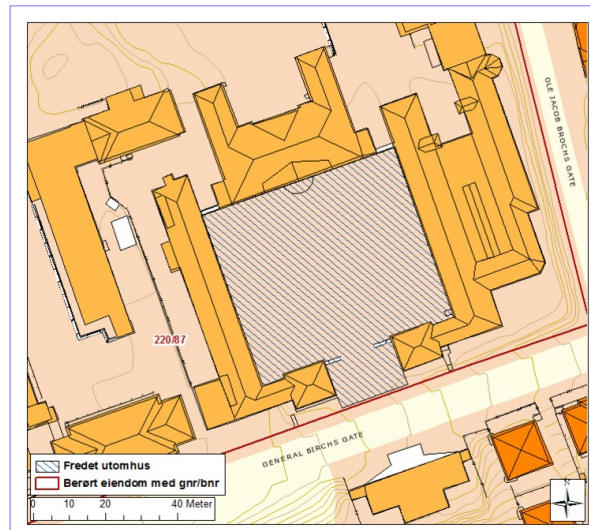 OLE JACOB BROCHS GATE
220/87
GENERAL BIRCHS GATE
Fredet utomhus
Berørt eiendom med gnr/bnr
0 10 20 40 Meter
N